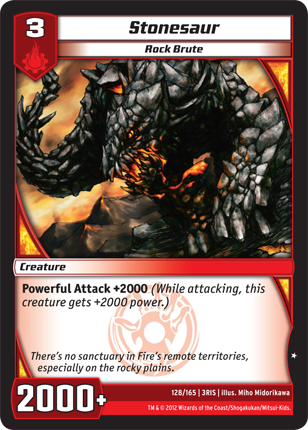 3
Stonesaur
Rock Brute
Creature
Powerful Attack +2000 (While attacking, this
creature gets +2000 power.)
There's no sanctuary in Fire's remote territories,
especially on the rocky plains.
2000+
128/165 | 3RIS | illus. Miho Midorikawa
TM & © 2012 Wizards of the Coast/Shogakukan/Mitsui-Kids.